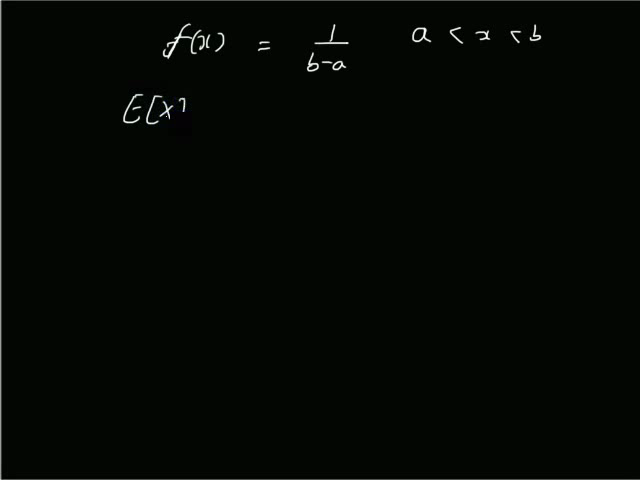 f(x) = 1/(b-a) a < x < b
E[x]